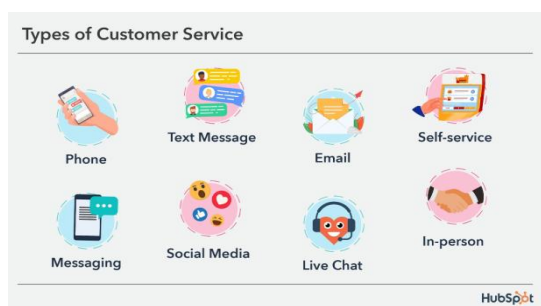 Types of Customer Service
Phone
Text Message
Email
Self-service
Messaging
Social Media
Live Chat
In-person
HubSpot